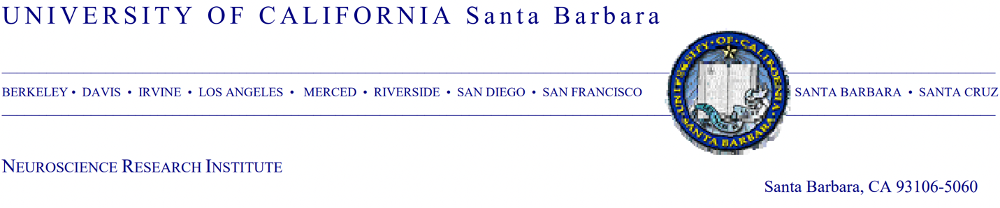 UNIVERSITY OF CALIFORNIA Santa Barbara
BERKELEY • DAVIS • IRVINE • LOS ANGELES • MERCED • RIVERSIDE • SAN DIEGO • SAN FRANCISCO
UNIVERSITY · OF · CALIFORNIA · SANTA BARBARA ·
SANTA BARBARA • SANTA CRUZ
NEUROSCIENCE RESEARCH INSTITUTE
Santa Barbara, CA 93106-5060